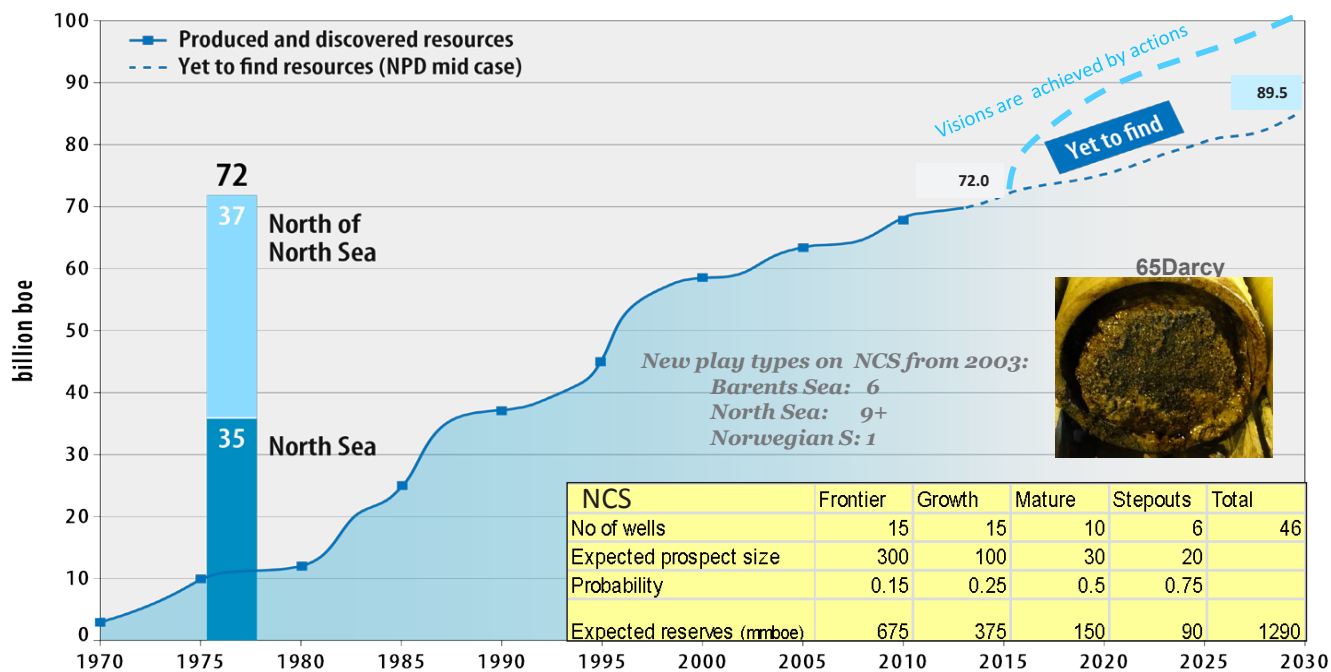 100
90
80
70
60
50
40
30
20
10
0
billion boe
Produced and discovered resources
Yet to find resources (NPD mid case)
Visions are achieved by actions
89.5
Yet to find
72.0
72
37
North of
North Sea
35
North Sea
65Darcy
New play types on NCS from 2003:
Barents Sea: 6
North Sea: 9+
Norwegian S: 1
NCS Frontier Growth Mature Stepouts Total
No of wells 15 15 10 6 46
Expected prospect size 300 100 30 20
Probability 0.15 0.25 0.5 0.75
Expected reserves (mmboe) 675 375 150 90 1290
1970 1975 1980 1985 1990 1995 2000 2005 2010 2015 2020 2025 2030